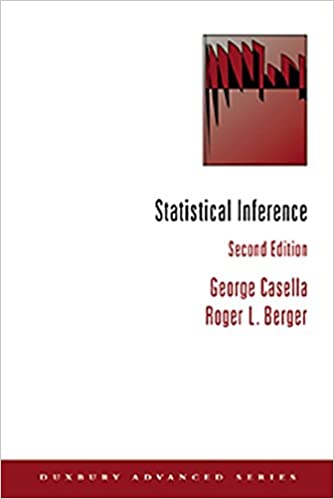 Statistical Inference
Second Edition
George Casella
Roger L. Berger
DUXBURY ADVANCED SERIES